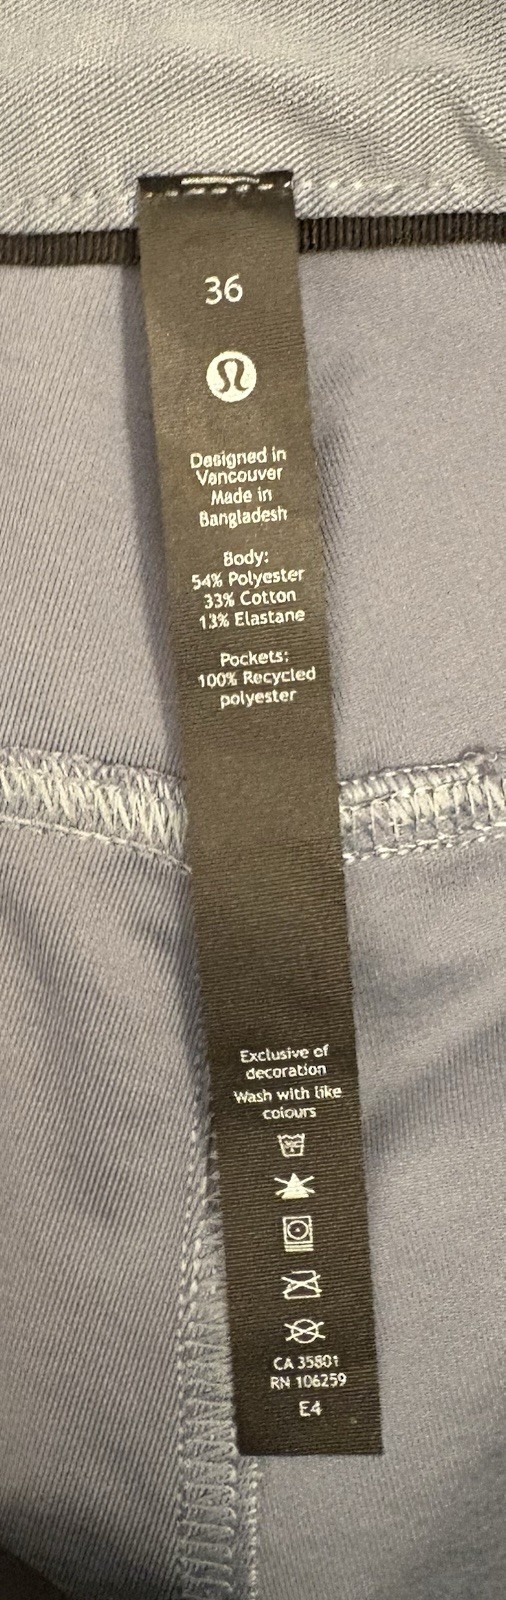 36
Designed in
Vancouver
Made in
Bangladesh
Body:
54% Polyester
33% Cotton
13% Elastane
Pockets:
100% Recycled
polyester
Exclusive of
decoration
Wash with like
colours
CA 35801
RN 106259
E4